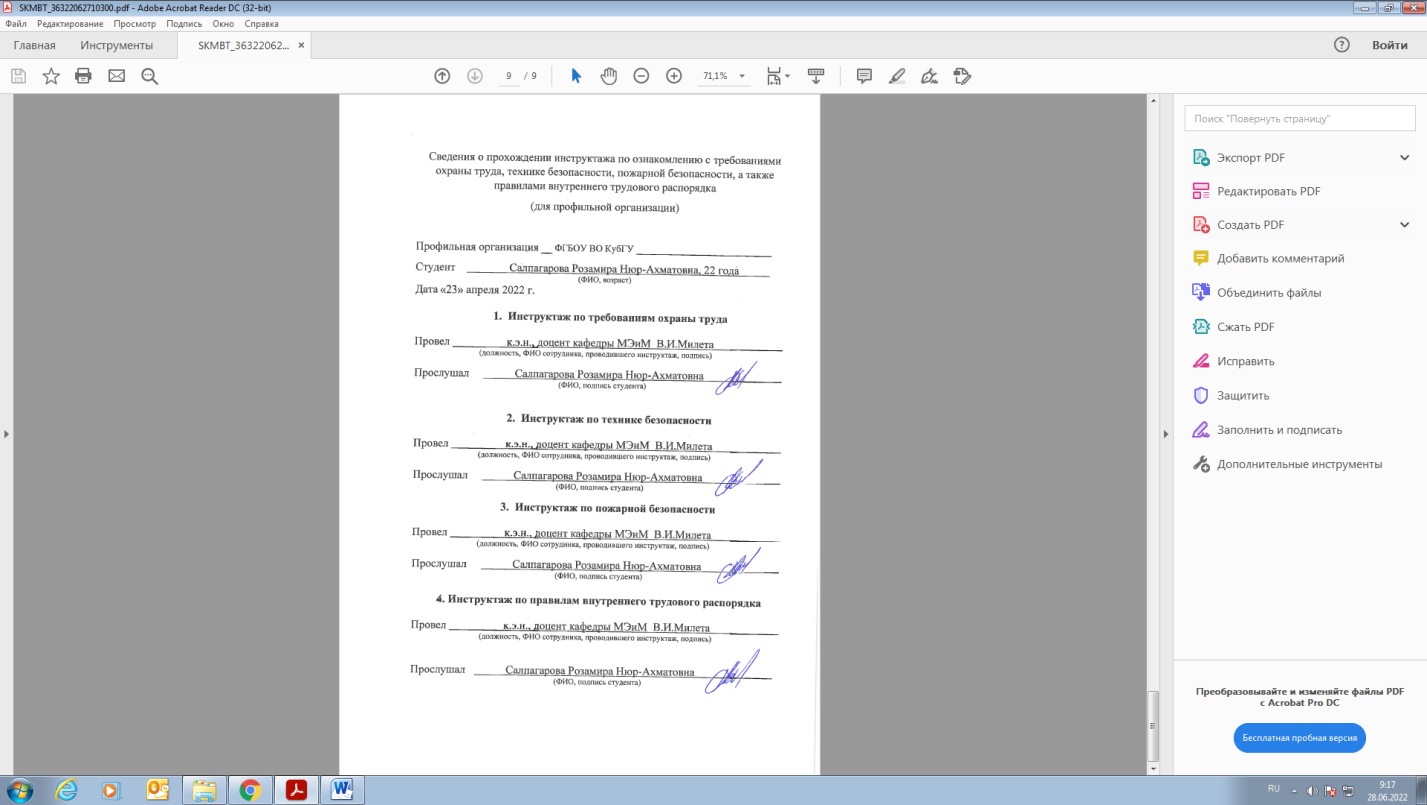 SKMBT_36322062710300.pdf - Adobe Acrobat Reader DC (32-bit)
Файл Редактирование Просмотр Подпись Окно Справка
Главная Инструменты SKMBT_36322062... × Войти
9 / 9 71,1%
Сведения о прохождении инструктажа по ознакомлению с требованиями
охраны труда, технике безопасности, пожарной безопасности, а также
правилами внутреннего трудового распорядка
(для профильной организации)
Профильная организация __ ФГБОУ ВО КубГУ
Студент Салпагарова Розамира Нюр-Ахматовна, 22 года
(ФИО, возраст)
Дата «23» апреля 2022 г.
1. Инструктаж по требованиям охраны труда
Провел к.э.н., доцент кафедры МЭиМ В.И.Милета
(должность, ФИО сотрудника, проводившего инструктаж, подпись)
Прослушал Салпагарова Розамира Нюр-Ахматовна
(ФИО, подпись студента)
2. Инструктаж по технике безопасности
Провел к.э.н., доцент кафедры МЭиМ В.И.Милета
(должность, ФИО сотрудника, проводившего инструктаж, подпись)
Прослушал Салпагарова Розамира Нюр-Ахматовна
(ФИО, подпись студента)
3. Инструктаж по пожарной безопасности
Провел к.э.н., доцент кафедры МЭиМ В.И.Милета
(должность, ФИО сотрудника, проводившего инструктаж, подпись)
Прослушал Салпагарова Розамира Нюр-Ахматовна
(ФИО, подпись студента)
4. Инструктаж по правилам внутреннего трудового распорядка
Провел к.э.н., доцент кафедры МЭиМ В.И.Милета
(должность, ФИО сотрудника, проводившего инструктаж, подпись)
Прослушал Салпагарова Розамира Нюр-Ахматовна
(ФИО, подпись студента)
Поиск "Повернуть страницу"
Экспорт PDF
Редактировать PDF
Создать PDF
Добавить комментарий
Объединить файлы
Сжать PDF
Исправить
Защитить
Заполнить и подписать
Дополнительные инструменты
Преобразовывайте и изменяйте файлы PDF
с Acrobat Pro DC
Бесплатная пробная версия
RU 9:17
28.06.2022